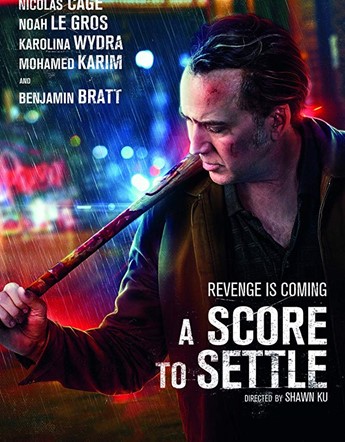 NICOLAS CAGE
NOAH LE GROS
KAROLINA WYDRA
MOHAMED KARIM
AND
BENJAMIN BRATT
REVENGE IS COMING
A SCORE
TO SETTLE
DIRECTED BY SHAWN KU